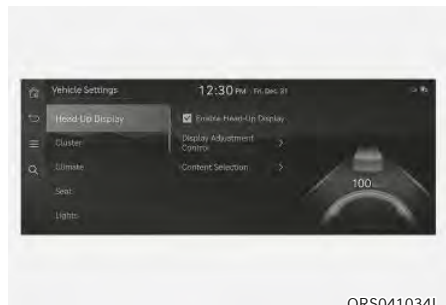 Vehicle Settings 12:30 PM Fri. Dec. 31
Head-Up Display
Enable Head-Up Display
Cluster
Display Adjustment
Control
Climate
Content Selection
100
Seat
Lights
ORS041034L